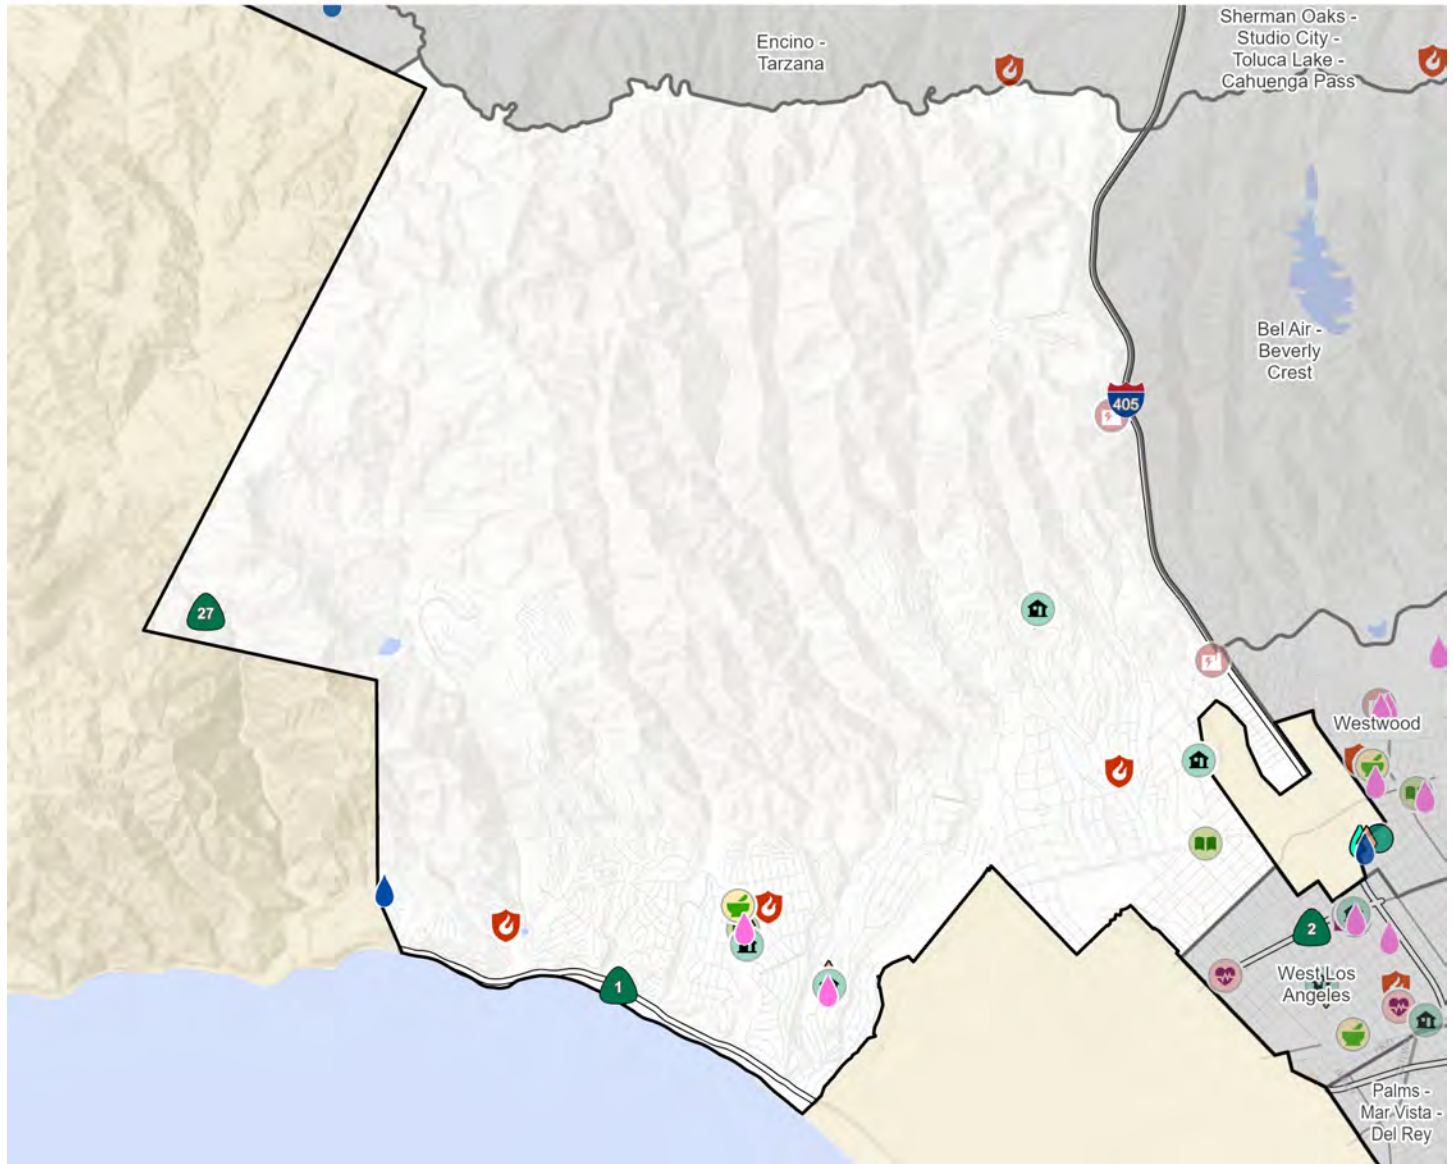 Encino -
Tarzana
Sherman Oaks -
Studio City -
Toluca Lake -
Cahuenga Pass
Bel Air -
Beverly
Crest
405
27
Westwood
2
West Los
Angeles
1
Palms -
Mar Vista -
Del Rey